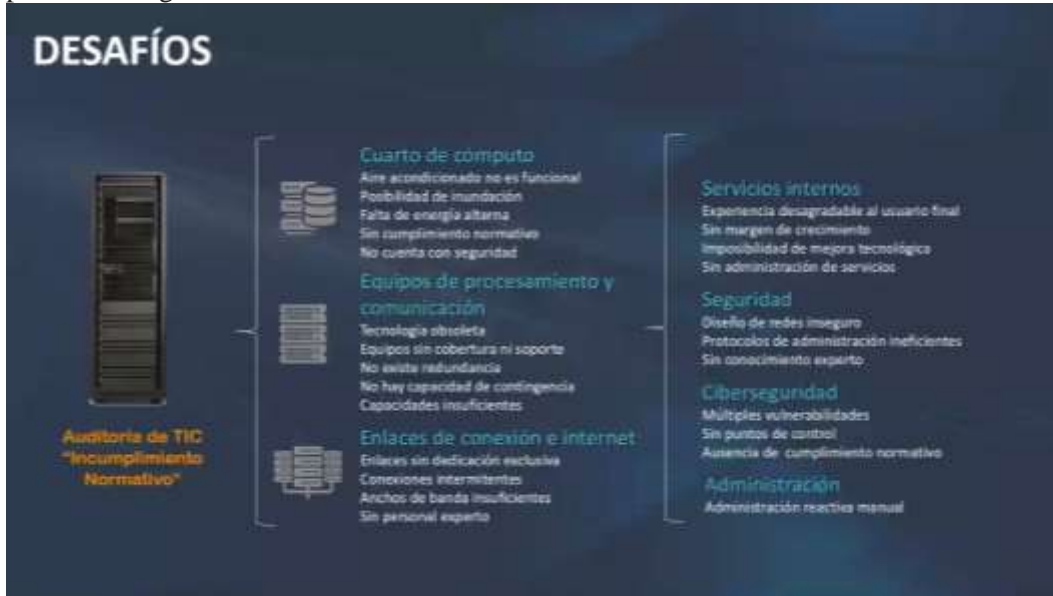 DESAFÍOS
Auditoria de TIC
"Incumplimiento
Normativo"
Cuarto de cómputo
Aire acondicionado no es funcional
Posibilidad de inundación
Falta de energía alterna
Sin cumplimiento normativo
No cuenta con seguridad
Equipos de procesamiento y
comunicación
Tecnología obsoleta
Equipos sin cobertura ni soporte
No existe redundancia
No hay capacidad de contingencia
Capacidades insuficientes
Enlaces de conexión e internet
Enlaces sin dedicación exclusiva
Conexiones intermitentes
Anchos de banda insuficientes
Sin personal experto
Servicios internos
Experiencia desagradable al usuario final
Sin margen de crecimiento
Imposibilidad de mejora tecnológica
Sin administración de servicios
Seguridad
Diseño de redes inseguro
Protocolos de administración ineficientes
Sin conocimiento experto
Ciberseguridad
Múltiples vulnerabilidades
Sin puntos de control
Ausencia de cumplimiento normativo
Administración
Administración reactiva manual